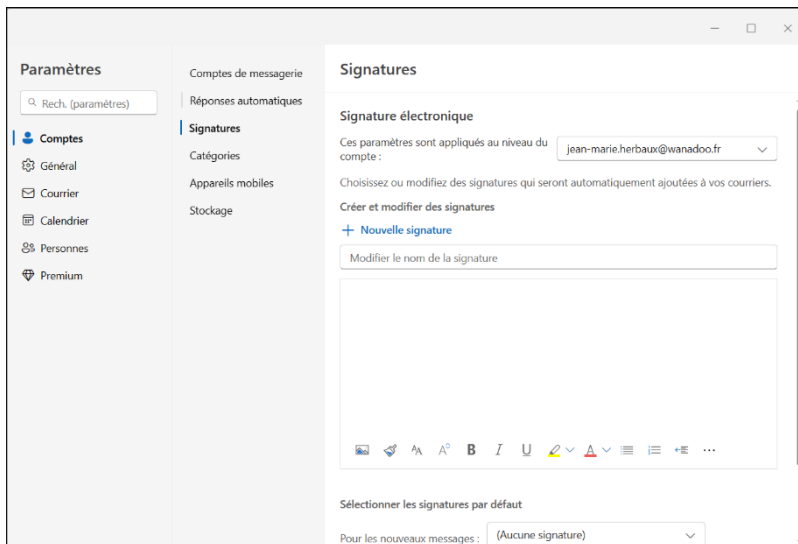 Paramètres
Rech. (paramètres)
Comptes
Général
Courrier
Calendrier
Personnes
Premium
Comptes de messagerie
Réponses automatiques
Signatures
Catégories
Appareils mobiles
Stockage
Signatures
Signature électronique
Ces paramètres sont appliqués au niveau du
compte :
jean-marie.herbaux@wanadoo.fr
Choisissez ou modifiez des signatures qui seront automatiquement ajoutées à vos courriers.
Créer et modifier des signatures
+ Nouvelle signature
Modifier le nom de la signature
B I U A
Sélectionner les signatures par défaut
Pour les nouveaux messages : (Aucune signature)